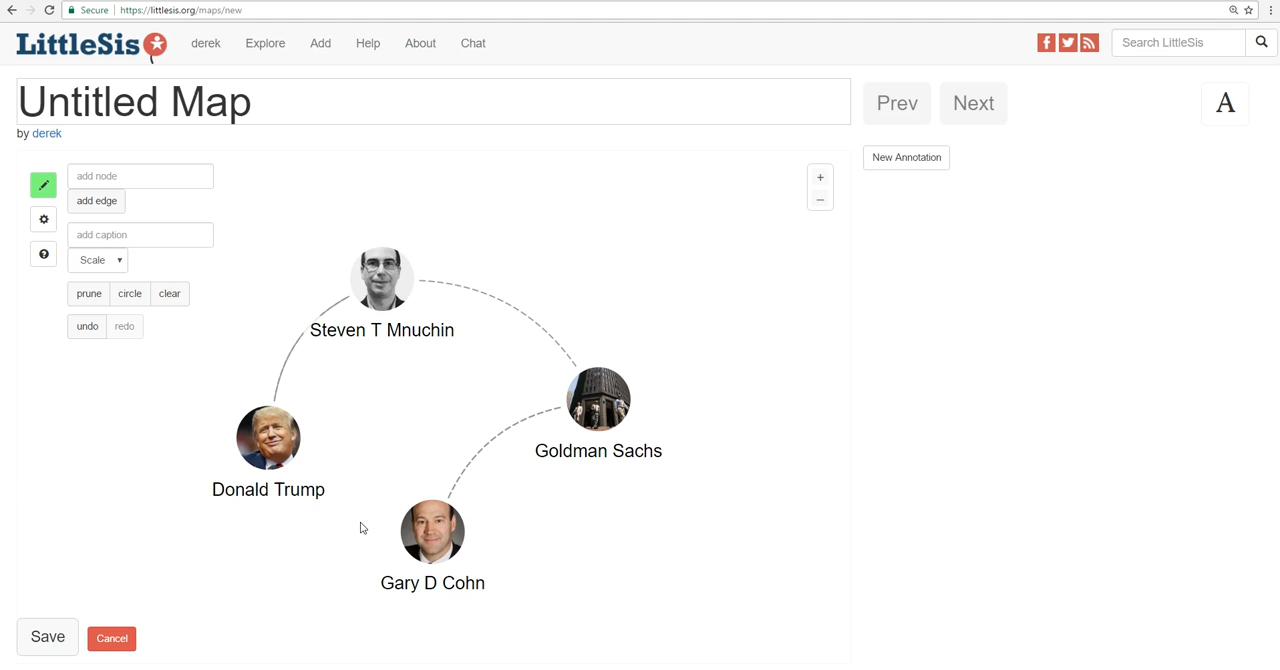 Secure https://littlesis.org/maps/new
LittleSis
derek Explore Add Help About Chat
Search LittleSis
Untitled Map
by derek
Prev Next A
New Annotation
add node
add edge
add caption
Scale
prune circle clear
undo redo
+
–
Steven T Mnuchin
Goldman Sachs
Donald Trump
Gary D Cohn
Save Cancel